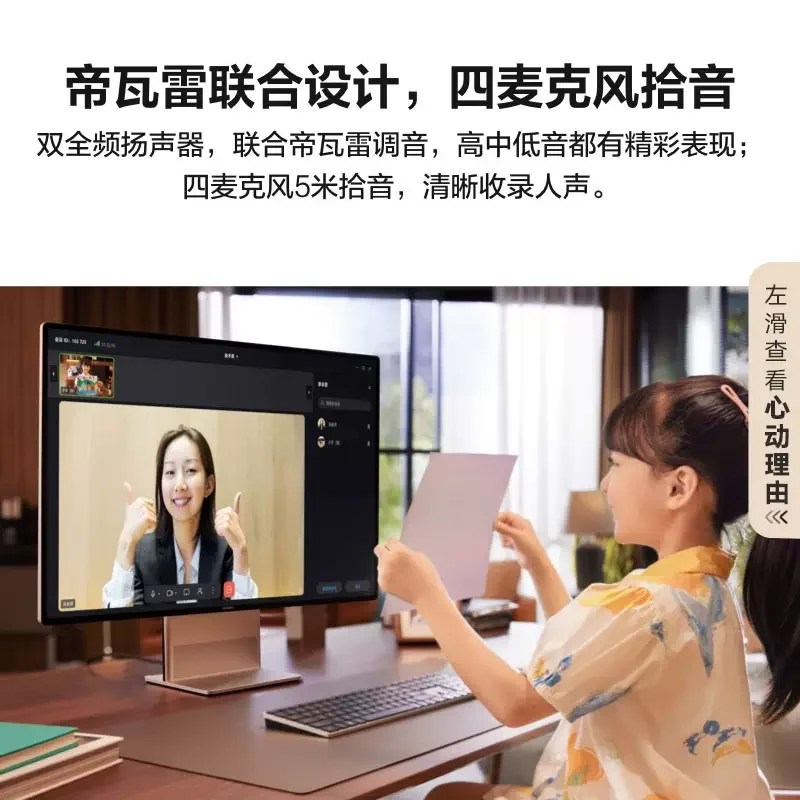 帝瓦雷联合设计，四麦克风拾音
双全频扬声器，联合帝瓦雷调音，高中低音都有精彩表现；
四麦克风5米拾音，清晰收录人声。
左滑查看心动理由